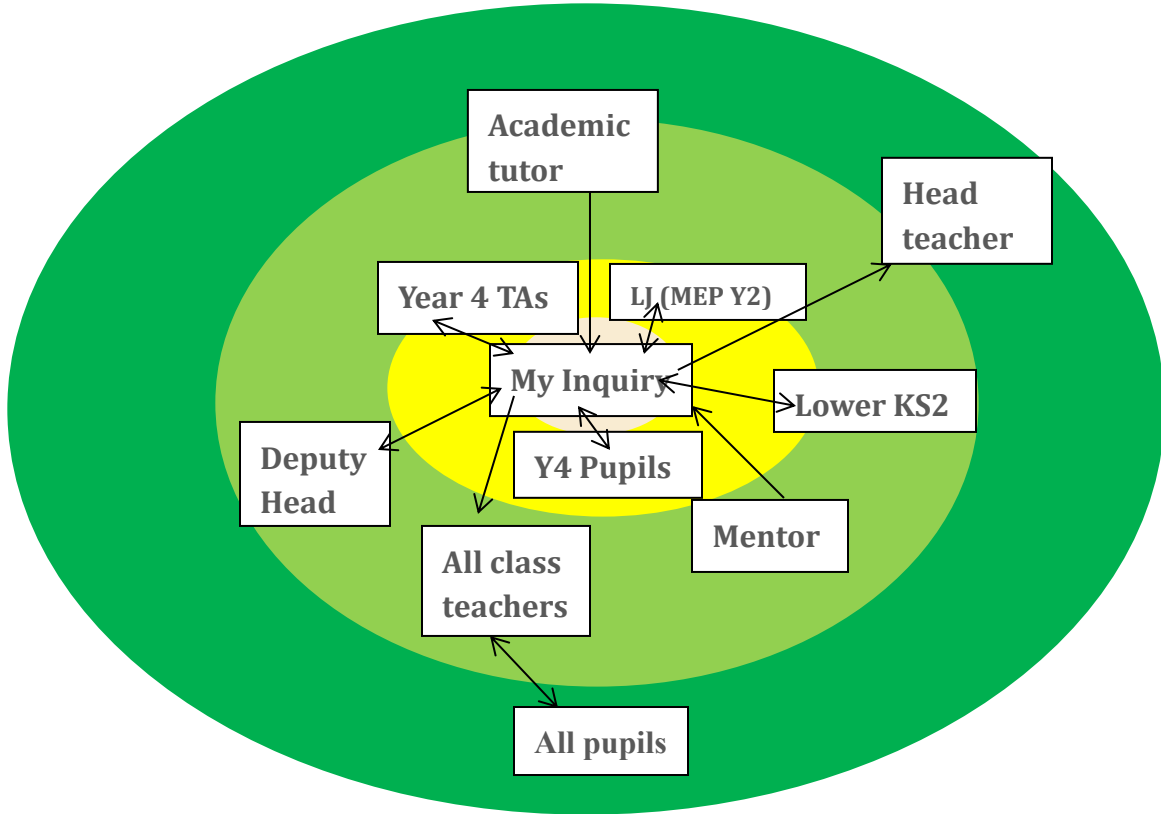 Academic
tutor
Head
teacher
Year 4 TAs
LJ (MEP Y2)
My Inquiry
Lower KS2
Deputy
Head
Y4 Pupils
Mentor
All class
teachers
All pupils